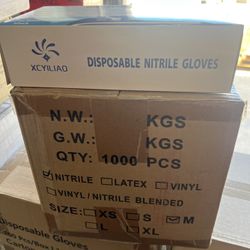 XCYILIAO
DISPOSABLE NITRILE GLOVES
N.W.: KGS
G.W.: KGS
QTY: 1000 PCS
NITRILE LATEX VINYL
VINYL/NITRILE BLENDED
SIZE: XS S M
L XL
Disposable Gloves